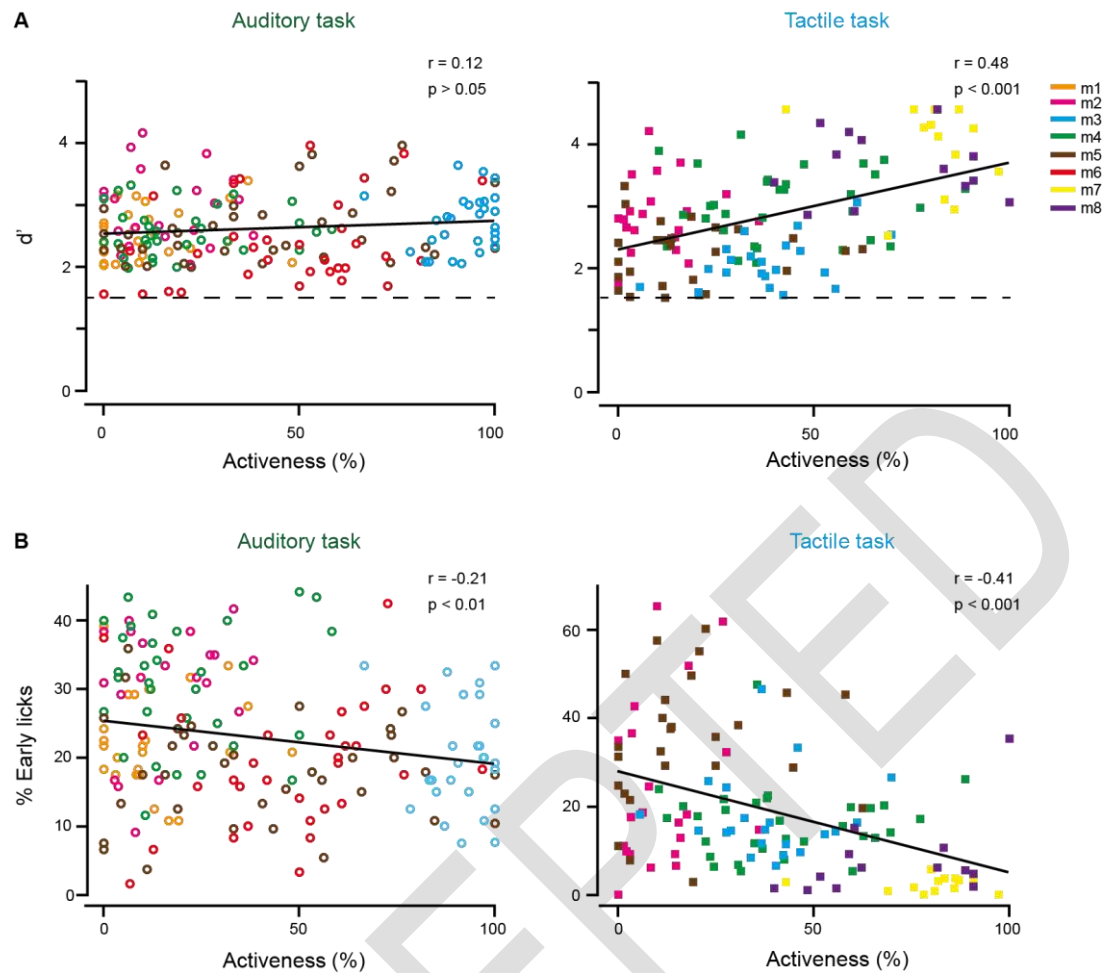 A
Auditory task
Tactile task
r = 0.12
p > 0.05
r = 0.48
p < 0.001
m1
m2
m3
m4
m5
m6
m7
m8
d'
4
2
0
4
2
0
0
50
100
0
50
100
Activeness (%)
Activeness (%)
B
Auditory task
Tactile task
r = -0.21
p < 0.01
r = -0.41
p < 0.001
% Early licks
40
30
20
10
0
60
40
20
0
0
50
100
0
50
100
Activeness (%)
Activeness (%)
PTED